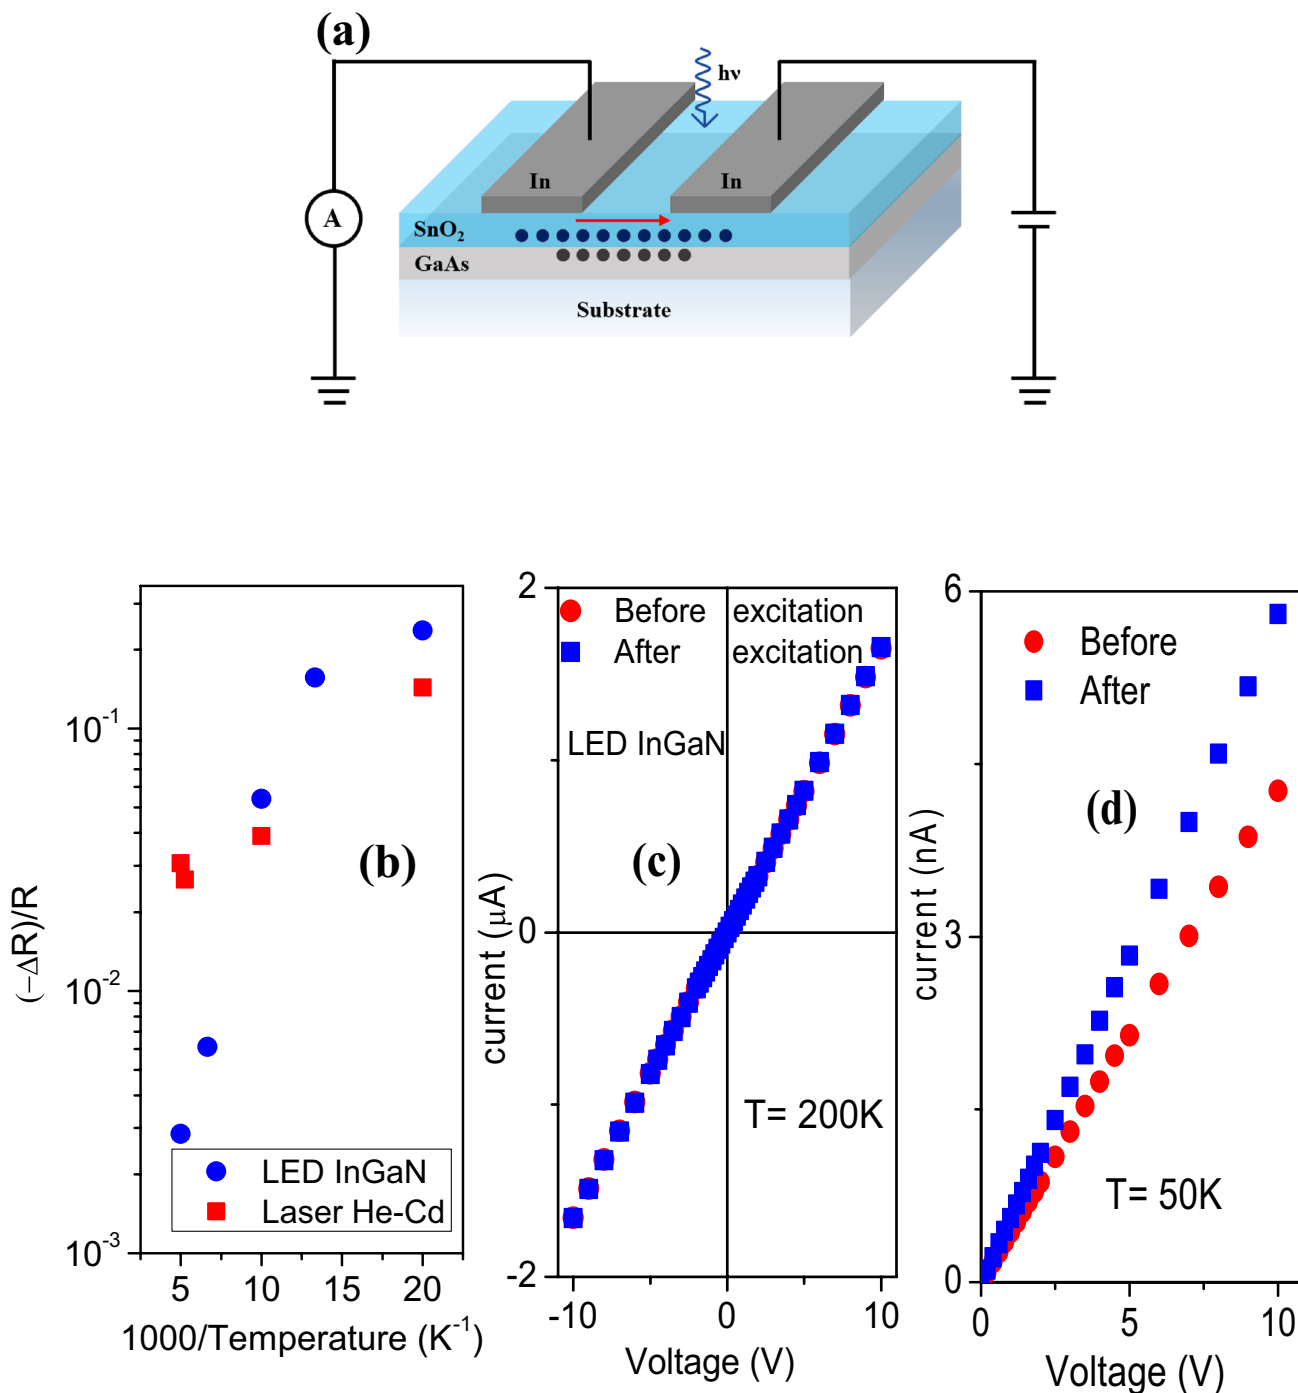 (a)
hν
In
In
A
SnO₂
GaAs
Substrate
(−ΔR)/R
10⁻¹
10⁻²
10⁻³
(b)
LED InGaN
Laser He-Cd
5
10
15
20
1000/Temperature (K⁻¹)
current (μA)
2
0
-2
Before excitation
After excitation
LED InGaN
(c)
T= 200K
-10
0
10
Voltage (V)
current (nA)
6
3
0
Before
After
(d)
T= 50K
0
5
10
Voltage (V)